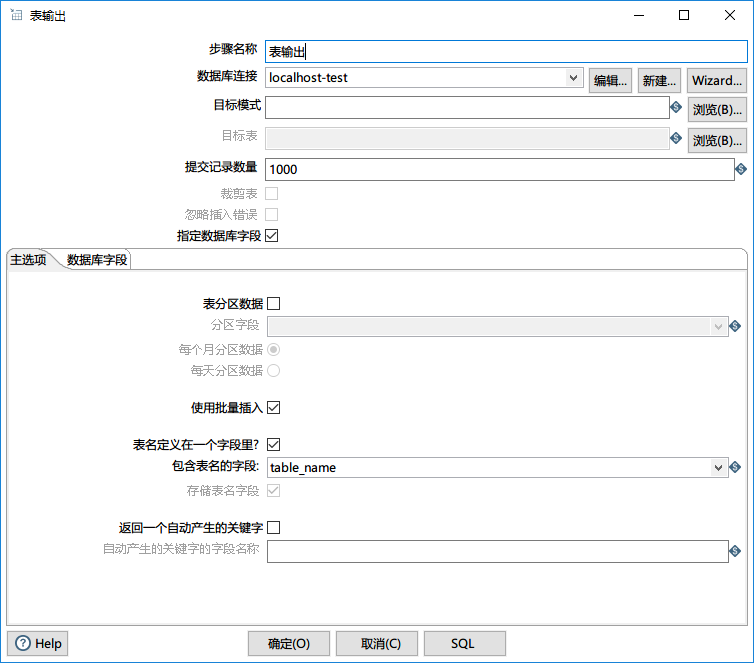 表输出
步骤名称 表输出
数据库连接 localhost-test 编辑... 新建... Wizard...
目标模式 浏览(B)...
目标表 浏览(B)...
提交记录数量 1000
裁剪表
忽略插入错误
指定数据库字段
主选项 数据库字段
表分区数据
分区字段
每个月分区数据
每天分区数据
使用批量插入
表名定义在一个字段里?
包含表名的字段: table_name
存储表名字段
返回一个自动产生的关键字
自动产生的关键字的字段名称
Help 确定(O) 取消(C) SQL